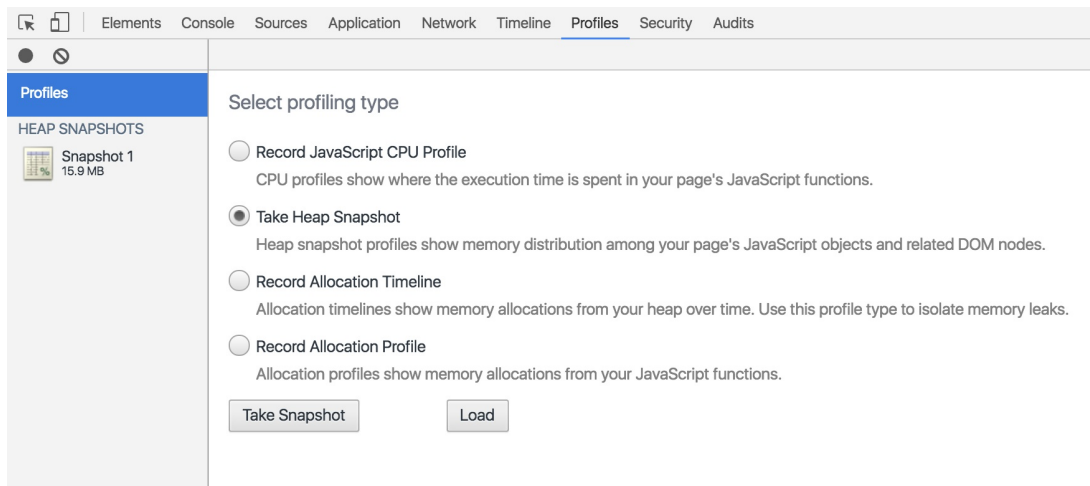 Elements Console Sources Application Network Timeline Profiles Security Audits
Profiles
HEAP SNAPSHOTS
Snapshot 1
15.9 MB
Select profiling type
Record JavaScript CPU Profile
CPU profiles show where the execution time is spent in your page's JavaScript functions.
Take Heap Snapshot
Heap snapshot profiles show memory distribution among your page's JavaScript objects and related DOM nodes.
Record Allocation Timeline
Allocation timelines show memory allocations from your heap over time. Use this profile type to isolate memory leaks.
Record Allocation Profile
Allocation profiles show memory allocations from your JavaScript functions.
Take Snapshot Load